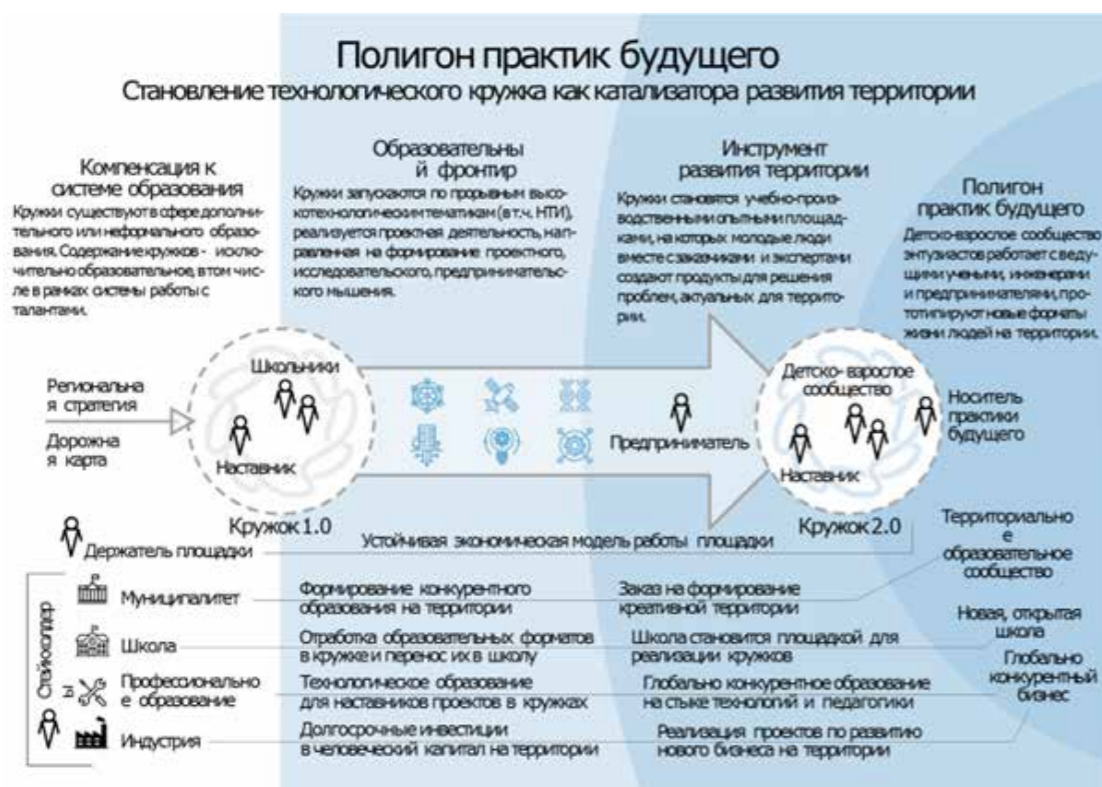 Полигон практик будущего
Становление технологического кружка как катализатора развития территории
Компенсация к
системе образования
Кружки существуют в сфере дополни-
тельного или неформального образо-
вания. Содержание кружков - исклю-
чительно образовательное, в том чис-
ле в рамках системы работы с
талантами.
Образовательны
й фронтир
Кружки запускаются по прорывным высо-
котехнологическим тематикам (в т.ч. НТИ),
реализуется проектная деятельность, нап-
равленная на формирование проектного,
исследовательского, предпринимательс-
кого мышления.
Инструмент
развития территории
Кружки становятся учебно-произ-
водственными опытными площад-
ками, на которых молодые люди
вместе с заказчиками и экспертами
создают продукты для решения
проблем, актуальных для террито-
рии.
Полигон
практик будущего
Детско-взрослое сообщество
энтузиастов работает с веду-
щими учеными, инженерами
и предпринимателями, про-
тотипируют новые форматы
жизни людей на территории.
Региональна
я стратегия
Дорожна
я карта
Школьники
Наставник
Кружок 1.0
Предприниматель
Детско-взрослое
сообщество
Наставник
Кружок 2.0
Носитель
практики
будущего
Держатель площадки
Устойчивая экономическая модель работы площадки
Территориально
е
образовательное
сообщество
Стейкхолдер
ы
Муниципалитет
Формирование конкурентного
образования на территории
Заказ на формирование
креативной территории
Школа
Отработка образовательных форматов
в кружке и перенос их в школу
Школа становится площадкой для
реализации кружков
Новая, открытая
школа
Профессионально
е образование
Технологическое образование
для наставников проектов в кружках
Глобально конкурентное образование
на стыке технологий и педагогики
Глобально
конкурентный
бизнес
Индустрия
Долгосрочные инвестиции
в человеческий капитал на территории
Реализация проектов по развитию
нового бизнеса на территории